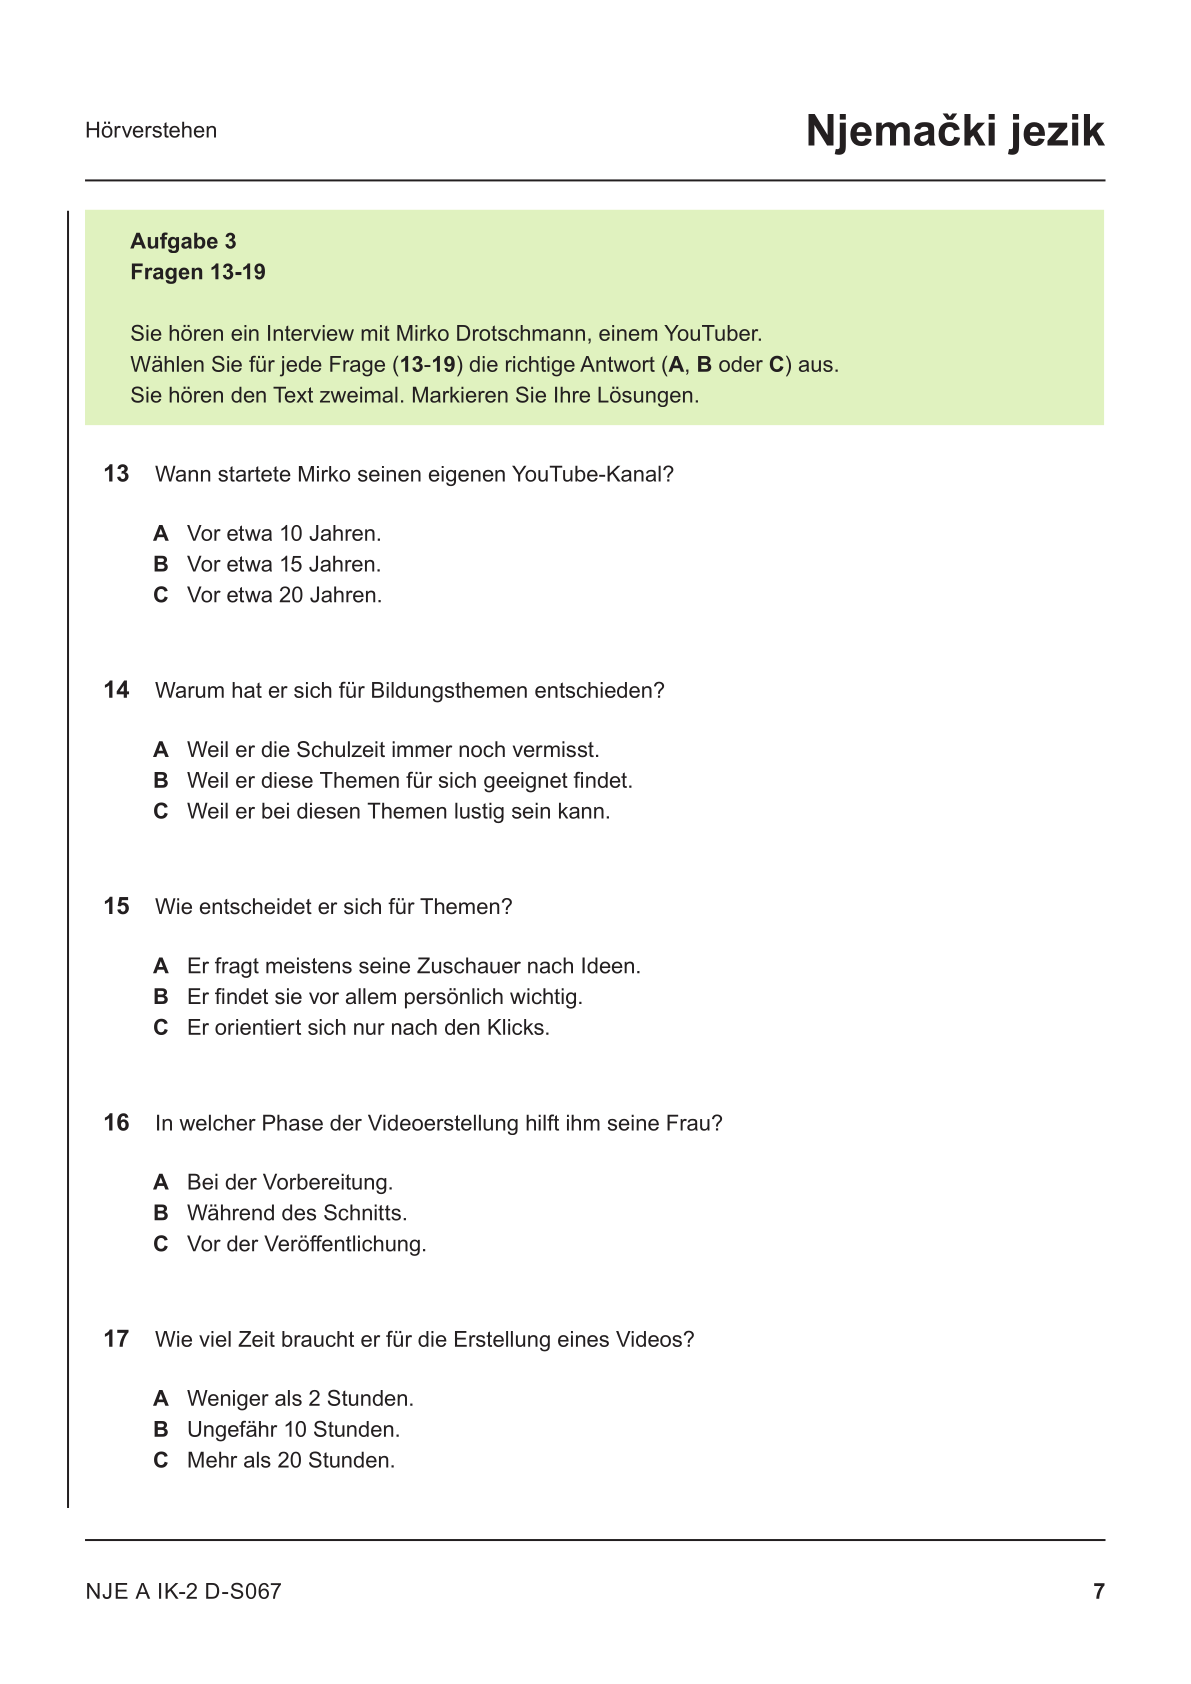 Hörverstehen
Njemački jezik
Aufgabe 3
Fragen 13-19
Sie hören ein Interview mit Mirko Drotschmann, einem YouTuber.
Wählen Sie für jede Frage (13-19) die richtige Antwort (A, B oder C) aus.
Sie hören den Text zweimal. Markieren Sie Ihre Lösungen.
13 Wann startete Mirko seinen eigenen YouTube-Kanal?
A Vor etwa 10 Jahren.
B Vor etwa 15 Jahren.
C Vor etwa 20 Jahren.
14 Warum hat er sich für Bildungsthemen entschieden?
A Weil er die Schulzeit immer noch vermisst.
B Weil er diese Themen für sich geeignet findet.
C Weil er bei diesen Themen lustig sein kann.
15 Wie entscheidet er sich für Themen?
A Er fragt meistens seine Zuschauer nach Ideen.
B Er findet sie vor allem persönlich wichtig.
C Er orientiert sich nur nach den Klicks.
16 In welcher Phase der Videoerstellung hilft ihm seine Frau?
A Bei der Vorbereitung.
B Während des Schnitts.
C Vor der Veröffentlichung.
17 Wie viel Zeit braucht er für die Erstellung eines Videos?
A Weniger als 2 Stunden.
B Ungefähr 10 Stunden.
C Mehr als 20 Stunden.
NJE A IK-2 D-S067
7